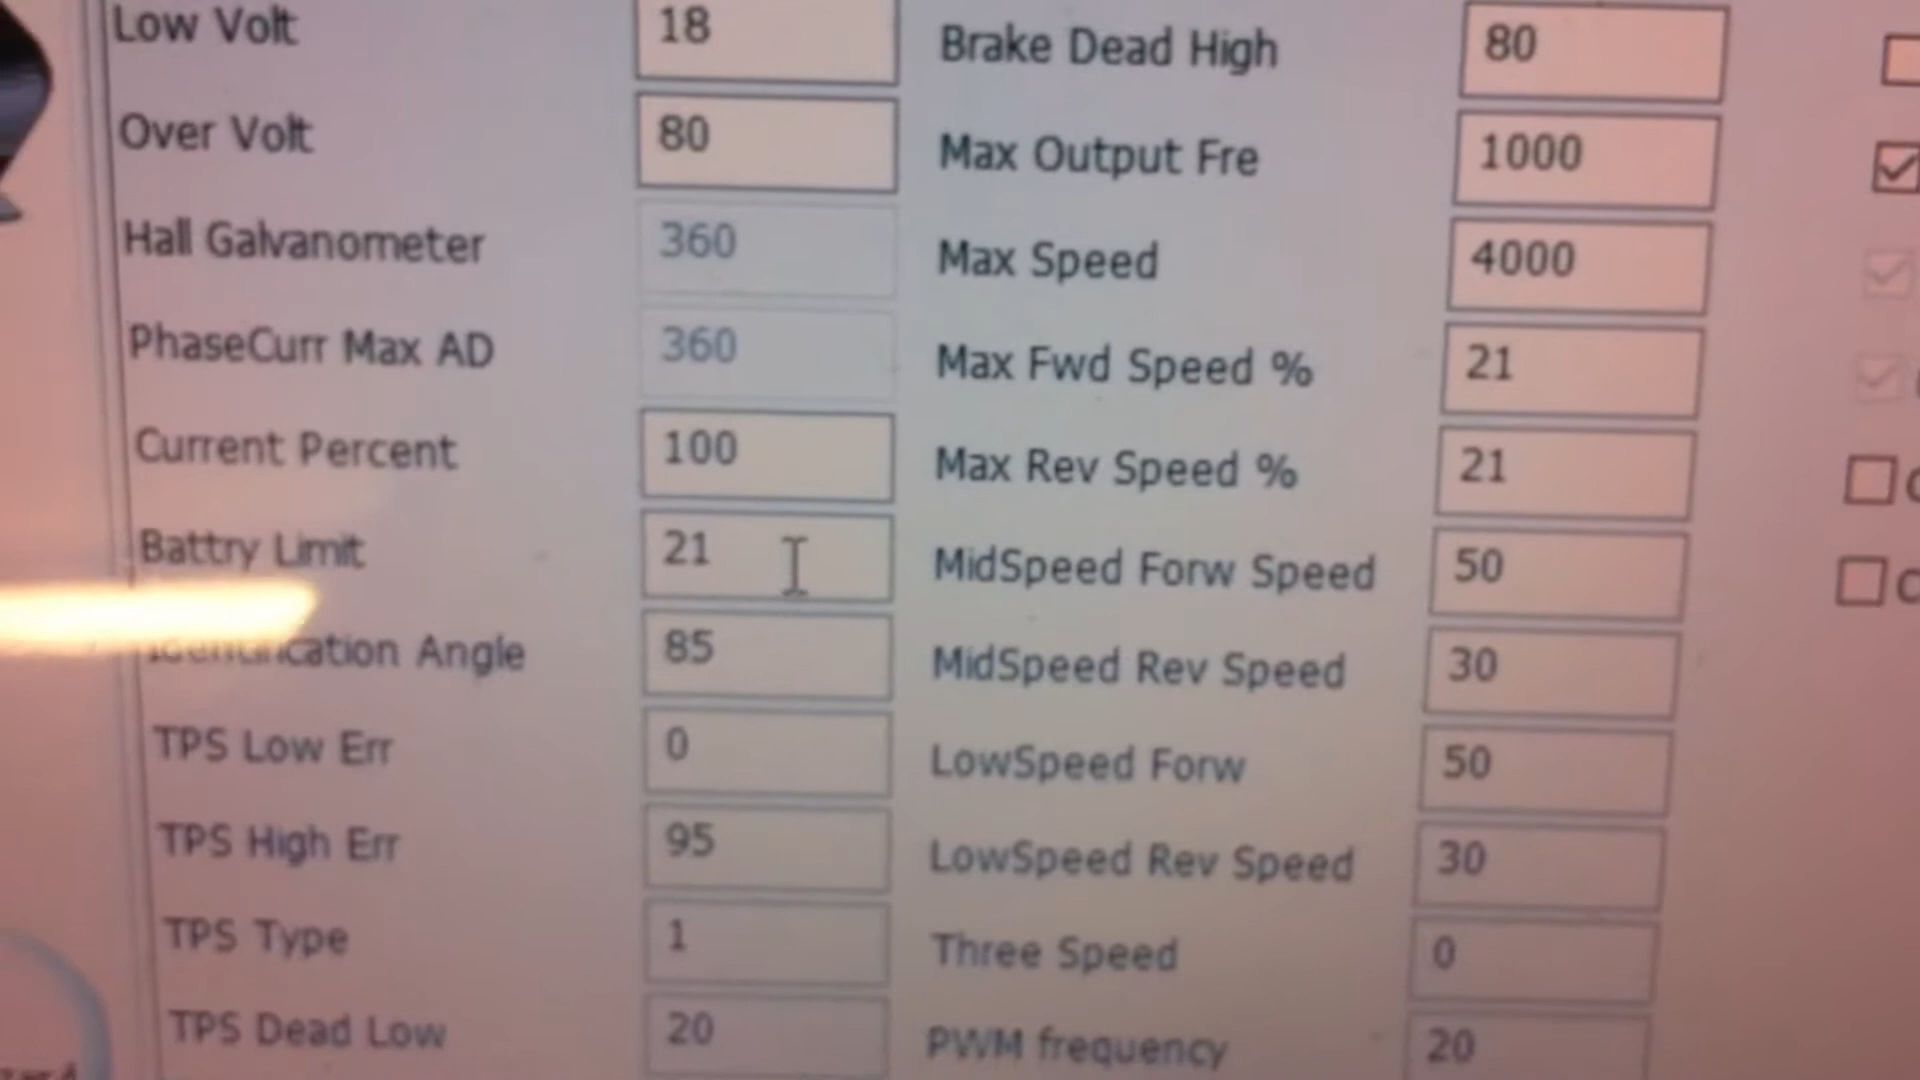 Low Volt 18 Brake Dead High 80
Over Volt 80 Max Output Fre 1000
Hall Galvanometer 360 Max Speed 4000
PhaseCurr Max AD 360 Max Fwd Speed % 21
Current Percent 100 Max Rev Speed % 21
Battry Limit 21 MidSpeed Forw Speed 50
Identification Angle 85 MidSpeed Rev Speed 30
TPS Low Err 0 LowSpeed Forw 50
TPS High Err 95 LowSpeed Rev Speed 30
TPS Type 1 Three Speed 0
TPS Dead Low 20 PWM frequency 20